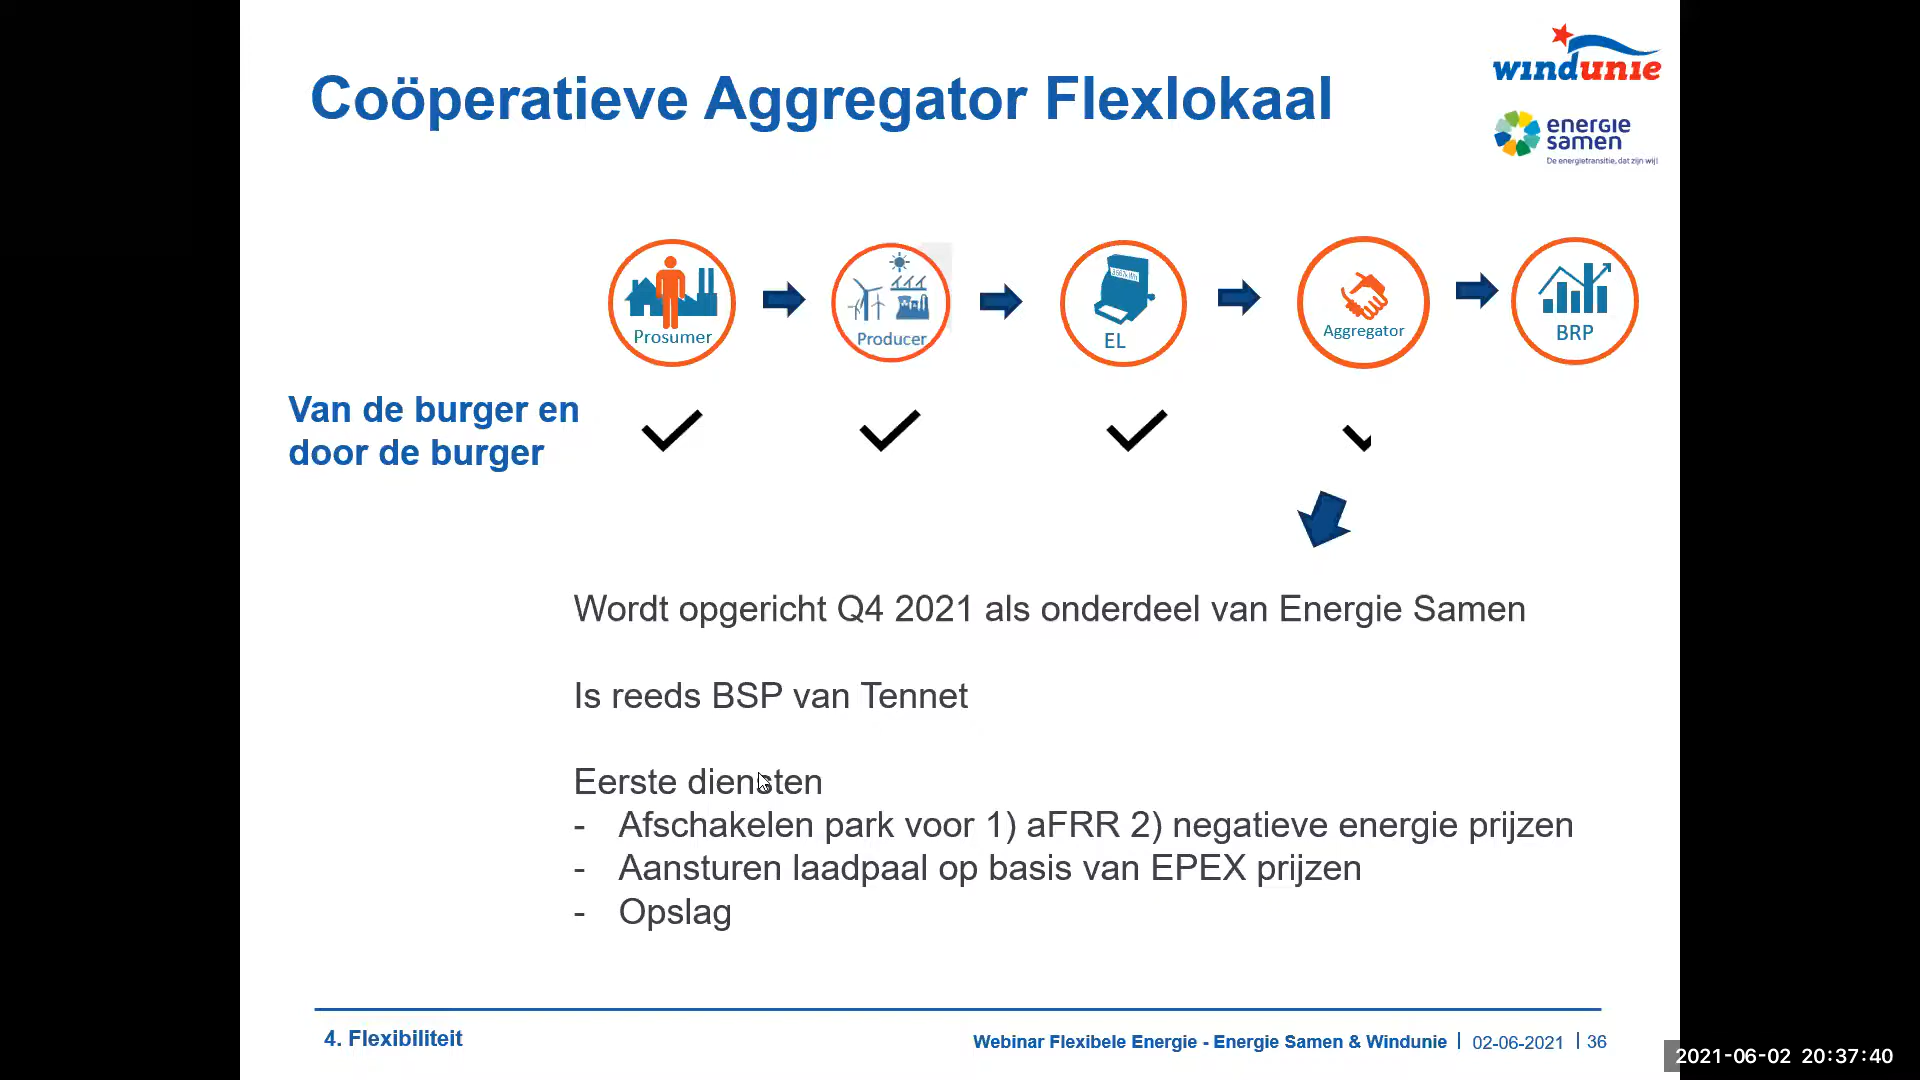 Coöperatieve Aggregator Flexlokaal
windunie
energie
samen
De energietransitie, dat zijn wij!
Prosumer
Producer
EL
Aggregator
BRP
Van de burger en
door de burger
Wordt opgericht Q4 2021 als onderdeel van Energie Samen
Is reeds BSP van Tennet
Eerste diensten
- Afschakelen park voor 1) aFRR 2) negatieve energie prijzen
- Aansturen laadpaal op basis van EPEX prijzen
- Opslag
4. Flexibiliteit
Webinar Flexibele Energie - Energie Samen & Windunie | 02-06-2021 | 36
2021-06-02 20:37:40